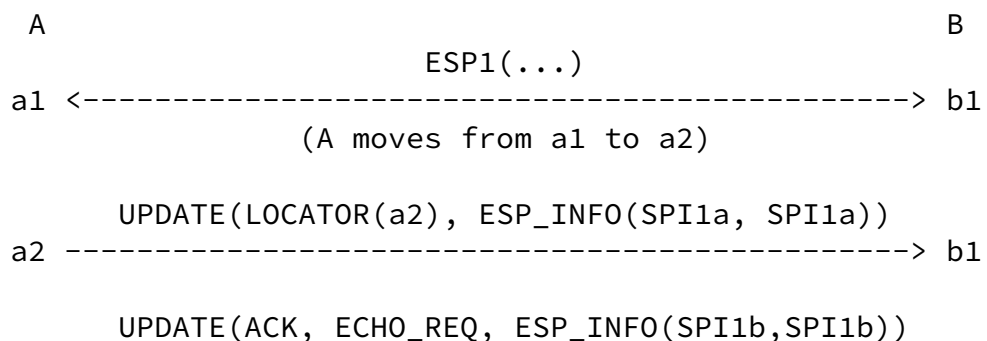 A B
ESP1(...)
a1 <-----------------------------------------------> b1
(A moves from a1 to a2)
UPDATE(LOCATOR(a2), ESP_INFO(SPI1a, SPI1a))
a2 -----------------------------------------------> b1
UPDATE(ACK, ECHO_REQ, ESP_INFO(SPI1b,SPI1b))